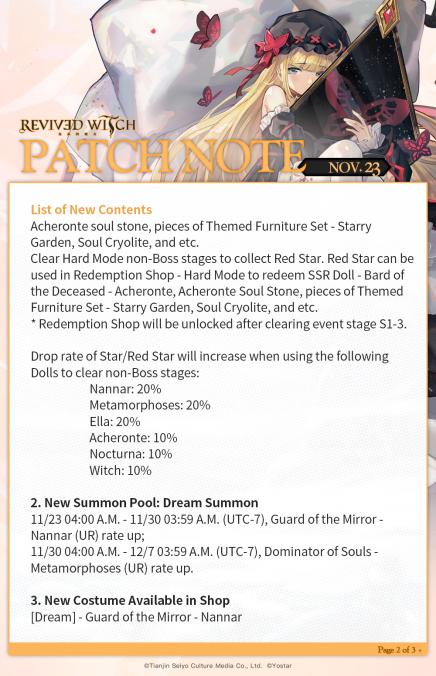 REVIVED WITCH
PATCH NOTE
NOV. 23
List of New Contents
Acheronte soul stone, pieces of Themed Furniture Set - Starry
Garden, Soul Cryolite, and etc.
Clear Hard Mode non-Boss stages to collect Red Star. Red Star can be
used in Redemption Shop - Hard Mode to redeem SSR Doll - Bard of
the Deceased - Acheronte, Acheronte Soul Stone, pieces of Themed
Furniture Set - Starry Garden, Soul Cryolite, and etc.
* Redemption Shop will be unlocked after clearing event stage S1-3.
Drop rate of Star/Red Star will increase when using the following
Dolls to clear non-Boss stages:
Nannar: 20%
Metamorphoses: 20%
Ella: 20%
Acheronte: 10%
Nocturna: 10%
Witch: 10%
2. New Summon Pool: Dream Summon
11/23 04:00 A.M. - 11/30 03:59 A.M. (UTC-7), Guard of the Mirror -
Nannar (UR) rate up;
11/30 04:00 A.M. - 12/7 03:59 A.M. (UTC-7), Dominator of Souls -
Metamorphoses (UR) rate up.
3. New Costume Available in Shop
[Dream] - Guard of the Mirror - Nannar
Page 2 of 3
©Tianjin Seiyo Culture Media Co., Ltd. ©Yostar